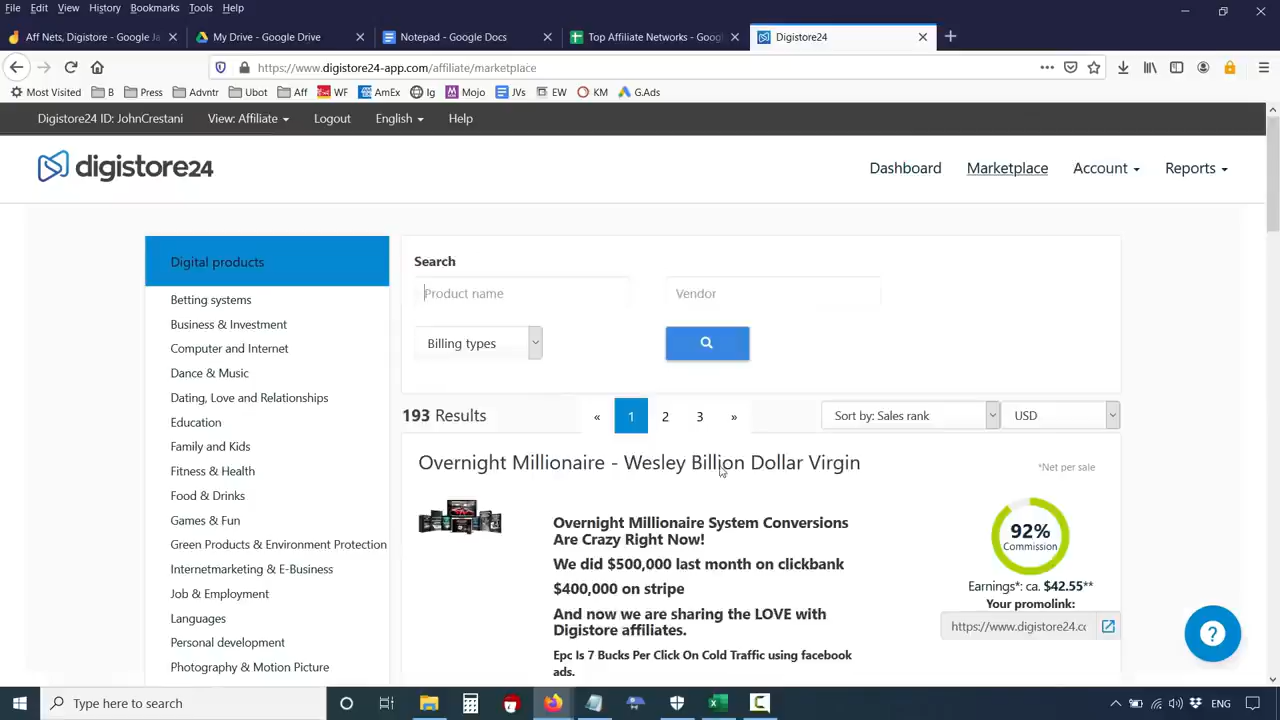 File Edit View History Bookmarks Tools Help
Aff Nets, Digistore - Google Ja
My Drive - Google Drive
Notepad - Google Docs
Top Affiliate Networks - Goog
Digistore24
https://www.digistore24-app.com/affiliate/marketplace
Most Visited B Press Advntr Ubot Aff WF AmEx Ig Mojo JVs EW KM G.Ads
Digistore24 ID: JohnCrestani View: Affiliate Logout English Help
digistore24
Dashboard Marketplace Account Reports
Digital products
Betting systems
Business & Investment
Computer and Internet
Dance & Music
Dating, Love and Relationships
Education
Family and Kids
Fitness & Health
Food & Drinks
Games & Fun
Green Products & Environment Protection
Internetmarketing & E-Business
Job & Employment
Languages
Personal development
Photography & Motion Picture
Search
Product name Vendor
Billing types
193 Results « 1 2 3 » Sort by: Sales rank USD
Overnight Millionaire - Wesley Billion Dollar Virgin
*Net per sale
Overnight Millionaire System Conversions
Are Crazy Right Now!
We did $500,000 last month on clickbank
$400,000 on stripe
And now we are sharing the LOVE with
Digistore affiliates.
Epc Is 7 Bucks Per Click On Cold Traffic using facebook
ads.
92%
Commission
Earnings*: ca. $42.55**
Your promolink:
https://www.digistore24.cc
?
Type here to search
ENG